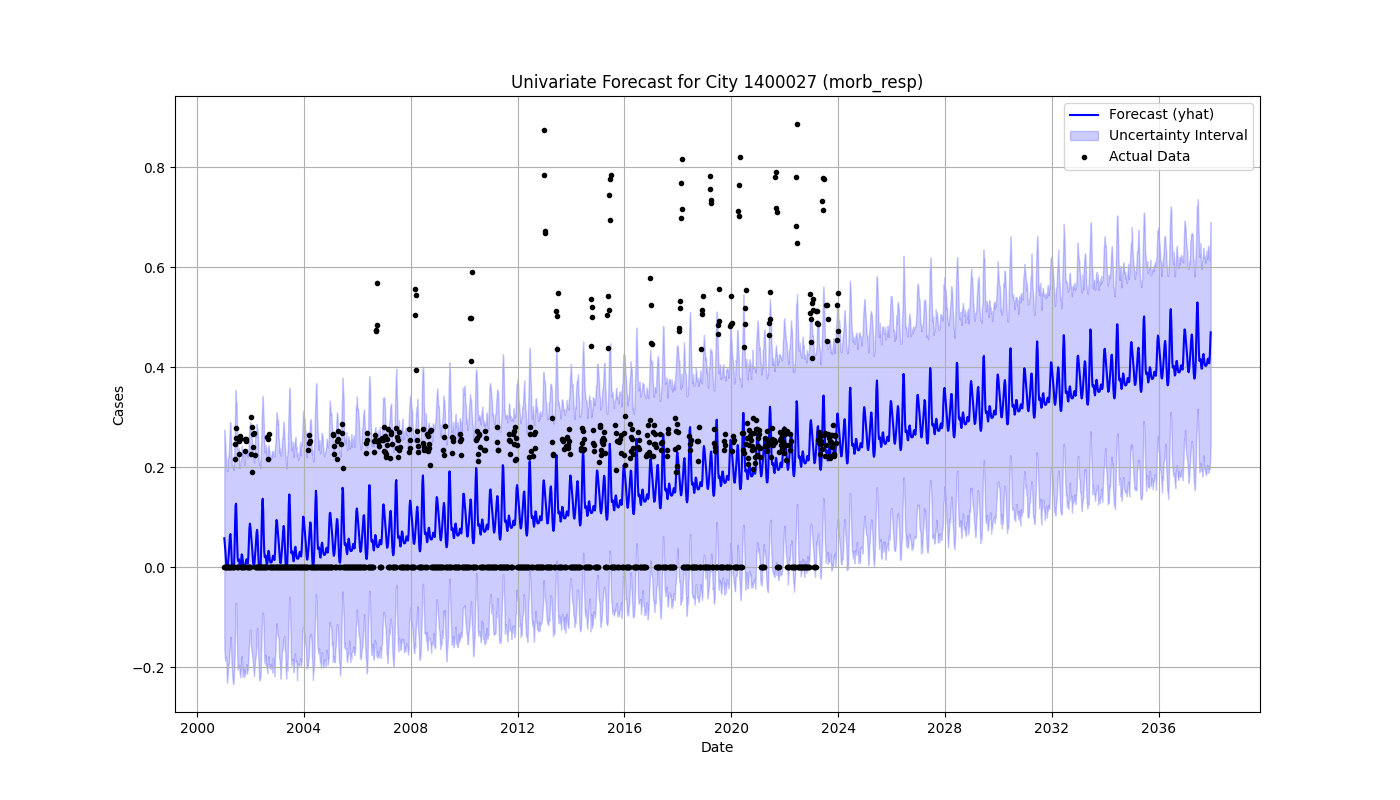 Univariate Forecast for City 1400027 (morb_resp)
Forecast (yhat)
Uncertainty Interval
Actual Data
Cases
0.8
0.6
0.4
0.2
0.0
−0.2
2000 2004 2008 2012 2016 2020 2024 2028 2032 2036
Date